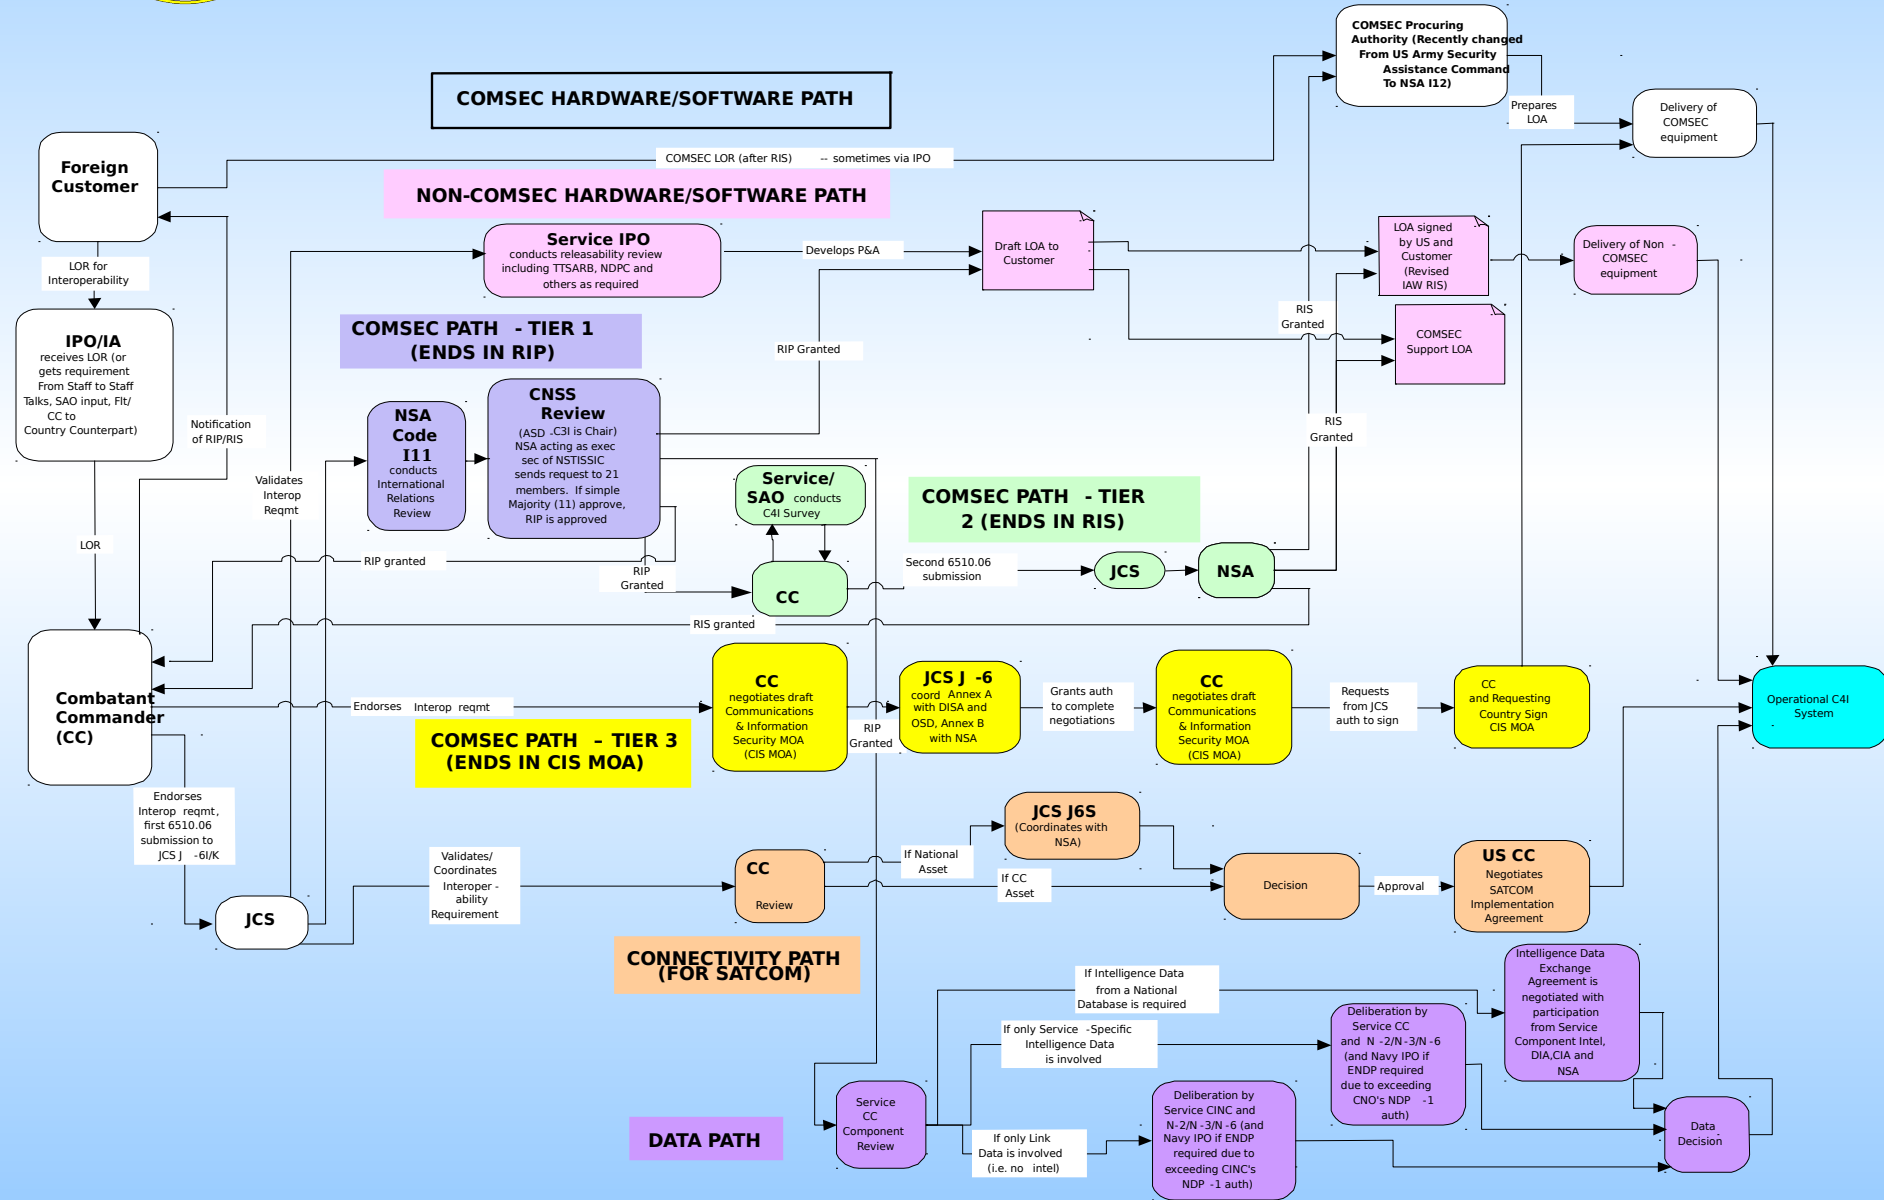 COMSEC Procuring
Authority (Recently changed
From US Army Security
Assistance Command
To NSA I12)
COMSEC HARDWARE/SOFTWARE PATH
Prepares
LOA
Delivery of
COMSEC
equipment
Foreign
Customer
COMSEC LOR (after RIS) -- sometimes via IPO
NON-COMSEC HARDWARE/SOFTWARE PATH
Service IPO
conducts releasability review
including TTSARB, NDPC and
others as required
Develops P&A
Draft LOA to
Customer
LOA signed
by US and
Customer
(Revised
IAW RIS)
Delivery of Non -
COMSEC
equipment
LOR for
Interoperability
RIS
Granted
COMSEC PATH - TIER 1
(ENDS IN RIP)
RIP Granted
COMSEC
Support LOA
IPO/IA
receives LOR (or
gets requirement
From Staff to Staff
Talks, SAO input, Flt/
CC to
Country Counterpart)
Notification
of RIP/RIS
NSA
Code
I11
conducts
International
Relations
Review
CNSS
Review
(ASD -C3I is Chair)
NSA acting as exec
sec of NSTISSIC
sends request to 21
members. If simple
Majority (11) approve,
RIP is approved
RIS
Granted
Validates
Interop
Reqmt
Service/
SAO conducts
C4I Survey
COMSEC PATH - TIER
2 (ENDS IN RIS)
LOR
RIP granted
RIP
Granted
CC
Second 6510.06
submission
JCS
NSA
RIS granted
Combatant
Commander
(CC)
Endorses Interop reqmt
COMSEC PATH – TIER 3
(ENDS IN CIS MOA)
CC
negotiates draft
Communications
& Information
Security MOA
(CIS MOA)
RIP
Granted
JCS J -6
coord Annex A
with DISA and
OSD, Annex B
with NSA
Grants auth
to complete
negotiations
CC
negotiates draft
Communications
& Information
Security MOA
(CIS MOA)
Requests
from JCS
auth to sign
CC
and Requesting
Country Sign
CIS MOA
Operational C4I
System
Endorses
Interop reqmt,
first 6510.06
submission to
JCS J -6I/K
JCS
Validates/
Coordinates
Interoper -
ability
Requirement
CC
Review
If National
Asset
If CC
Asset
JCS J6S
(Coordinates with
NSA)
Decision
Approval
US CC
Negotiates
SATCOM
Implementation
Agreement
CONNECTIVITY PATH
(FOR SATCOM)
If Intelligence Data
from a National
Database is required
Intelligence Data
Exchange
Agreement is
negotiated with
participation
from Service
Component Intel,
DIA,CIA and
NSA
If only Service -Specific
Intelligence Data
is involved
Deliberation by
Service CC
and N -2/N -3/N -6
(and Navy IPO if
ENDP required
due to exceeding
CNO's NDP -1
auth)
DATA PATH
Service
CC
Component
Review
If only Link
Data is involved
(i.e. no intel)
Deliberation by
Service CINC and
N-2/N -3/N -6 (and
Navy IPO if ENDP
required due to
exceeding CINC's
NDP -1 auth)
Data
Decision